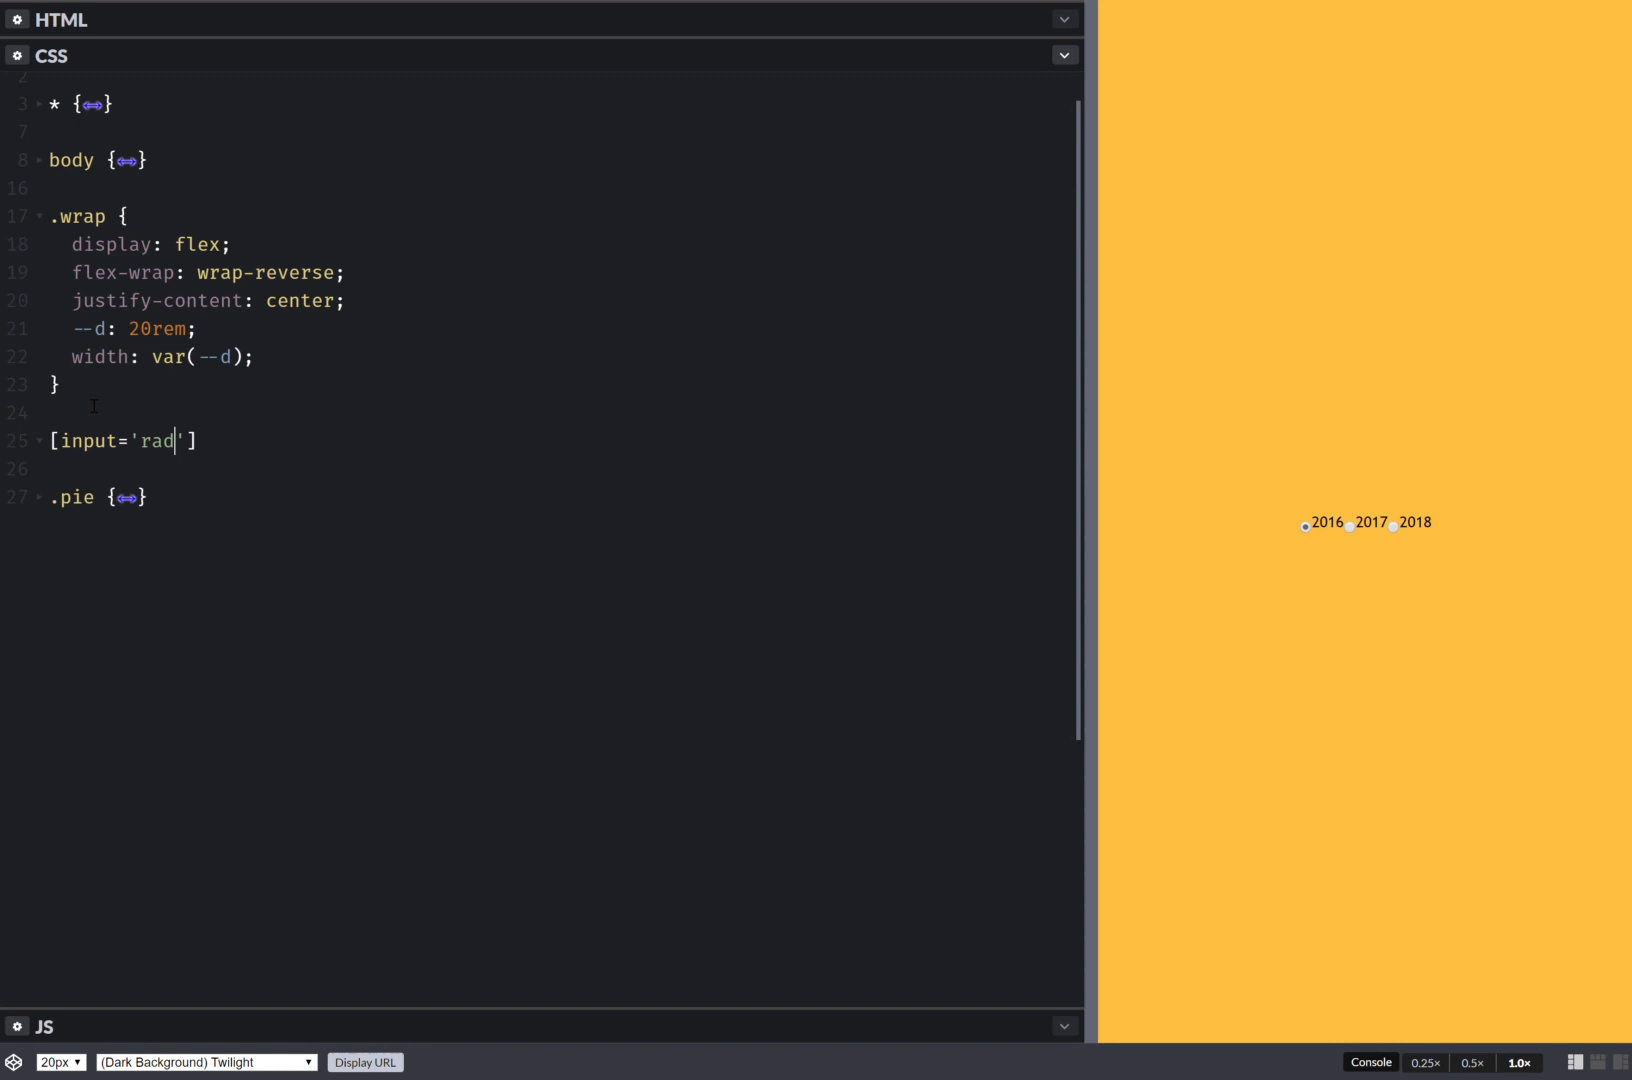 HTML
CSS
2
3 * {↔}
7
8 body {↔}
16
17 .wrap {
18 display: flex;
19 flex-wrap: wrap-reverse;
20 justify-content: center;
21 --d: 20rem;
22 width: var(--d);
23 }
24
25 [input='rad']
26
27 .pie {↔}
2016 2017 2018
JS
20px ▼ (Dark Background) Twilight ▼ Display URL Console 0.25× 0.5× 1.0×